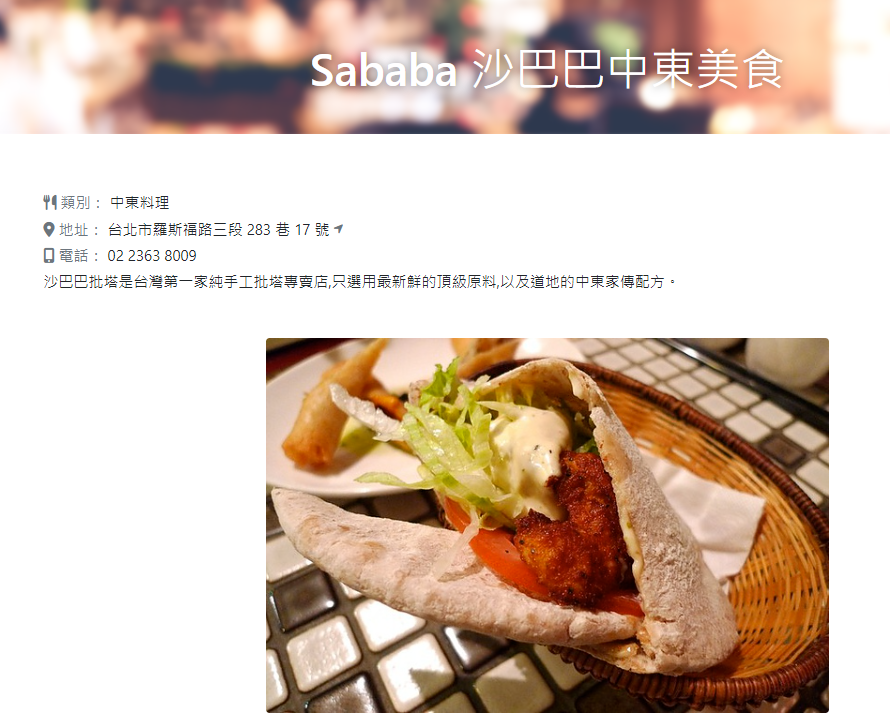 Sababa 沙巴巴中東美食
類別： 中東料理
地址： 台北市羅斯福路三段 283 巷 17 號
電話： 02 2363 8009
沙巴巴批塔是台灣第一家純手工批塔專賣店,只選用最新鮮的頂級原料,以及道地的中東家傳配方。